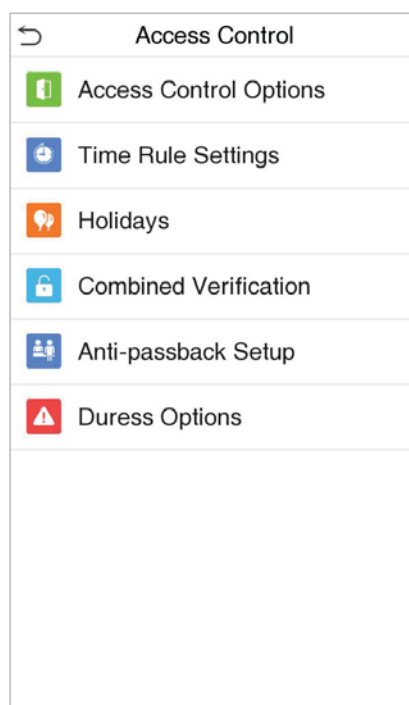 Access Control
Access Control Options
Time Rule Settings
Holidays
Combined Verification
Anti-passback Setup
Duress Options